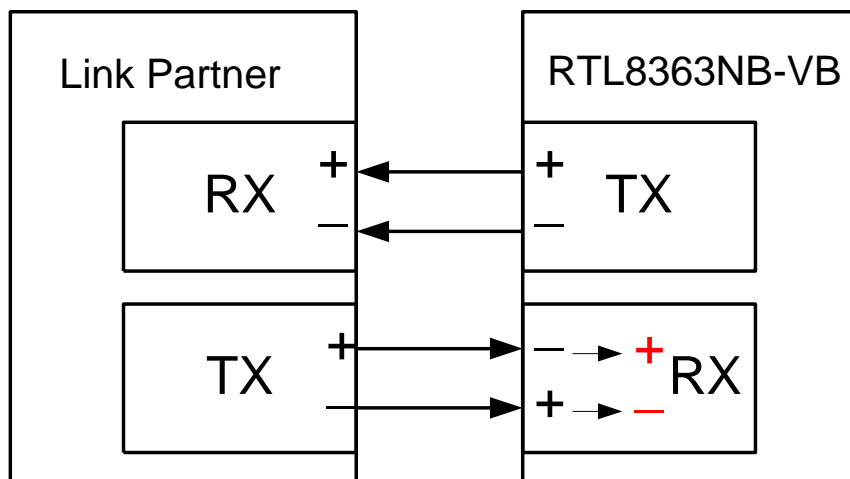 Link Partner
RTL8363NB-VB
RX + + TX
– –
TX + – + RX
– + –